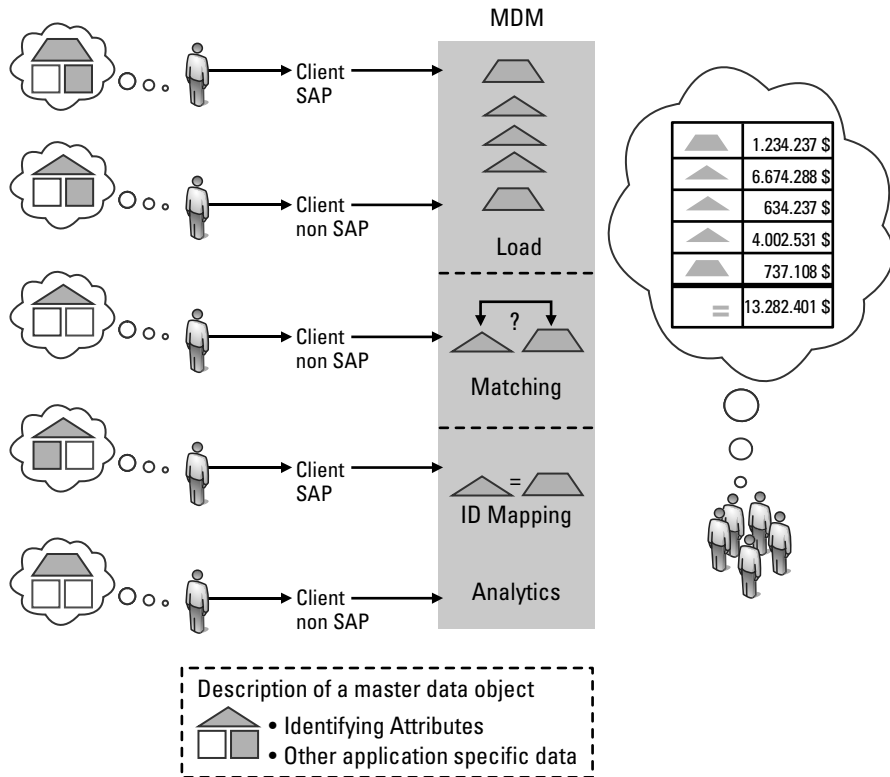 MDM
Client
SAP
Client
non SAP
Client
non SAP
Client
SAP
Client
non SAP
Load
?
Matching
=
ID Mapping
Analytics
1.234.237 $
6.674.288 $
634.237 $
4.002.531 $
737.108 $
= 13.282.401 $
Description of a master data object
• Identifying Attributes
• Other application specific data